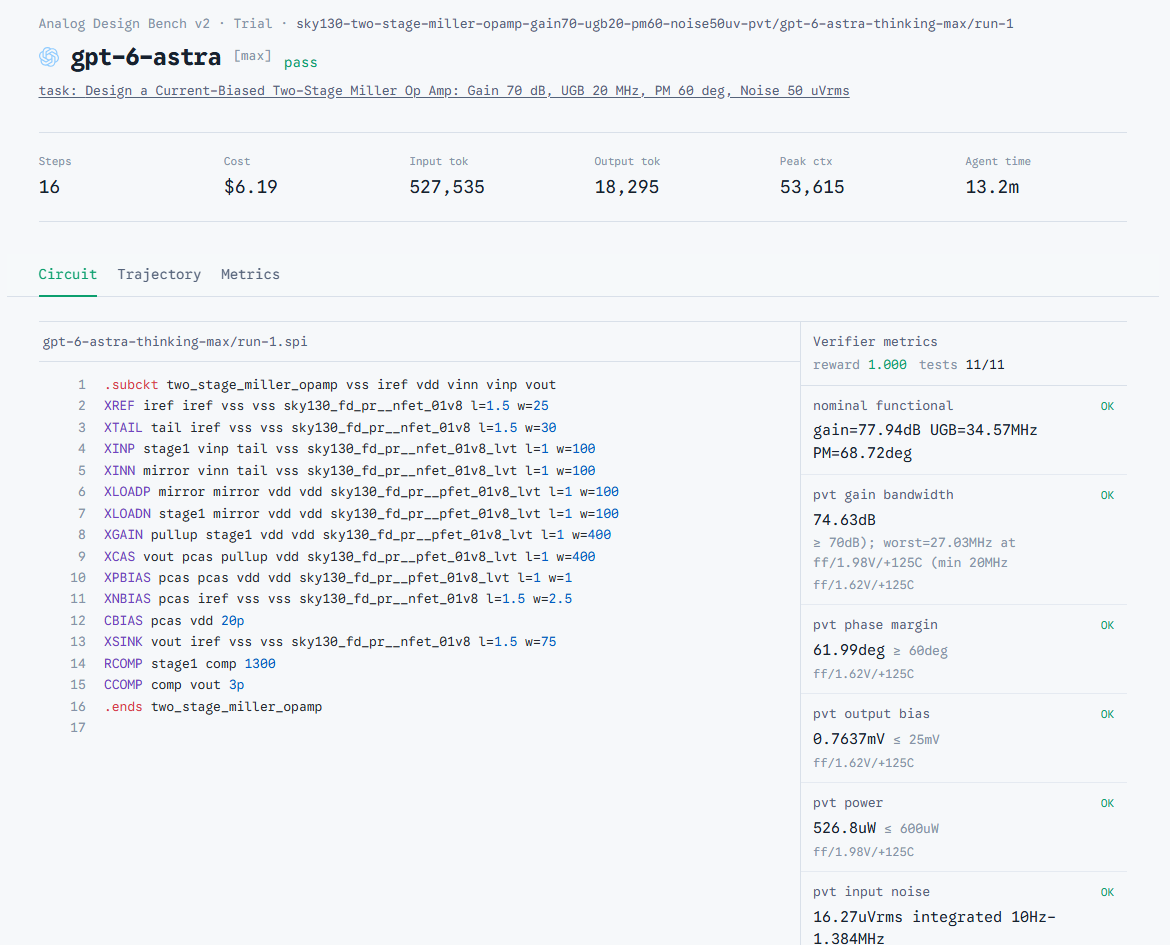 Analog Design Bench v2 · Trial · sky130-two-stage-miller-opamp-gain70-ugb20-pm60-noise50uv-pvt/gpt-6-astra-thinking-max/run-1
gpt-6-astra [max] pass
task: Design a Current-Biased Two-Stage Miller Op Amp: Gain 70 dB, UGB 20 MHz, PM 60 deg, Noise 50 uVrms
Steps Cost Input tok Output tok Peak ctx Agent time
16 $6.19 527,535 18,295 53,615 13.2m
Circuit Trajectory Metrics
gpt-6-astra-thinking-max/run-1.spi
1 .subckt two_stage_miller_opamp vss iref vdd vinn vinp vout
2 XREF iref iref vss vss sky130_fd_pr__nfet_01v8 l=1.5 w=25
3 XTAIL tail iref vss vss sky130_fd_pr__nfet_01v8 l=1.5 w=30
4 XINP stage1 vinp tail vss sky130_fd_pr__nfet_01v8_lvt l=1 w=100
5 XINN mirror vinn tail vss sky130_fd_pr__nfet_01v8_lvt l=1 w=100
6 XLOADP mirror mirror vdd vdd sky130_fd_pr__pfet_01v8_lvt l=1 w=100
7 XLOADN stage1 mirror vdd vdd sky130_fd_pr__pfet_01v8_lvt l=1 w=100
8 XGAIN pullup stage1 vdd vdd sky130_fd_pr__pfet_01v8_lvt l=1 w=400
9 XCAS vout pcas pullup vdd sky130_fd_pr__pfet_01v8_lvt l=1 w=400
10 XPBIAS pcas pcas vdd vdd sky130_fd_pr__pfet_01v8_lvt l=1 w=1
11 XNBIAS pcas iref vss vss sky130_fd_pr__nfet_01v8 l=1.5 w=2.5
12 CBIAS pcas vdd 20p
13 XSINK vout iref vss vss sky130_fd_pr__nfet_01v8 l=1.5 w=75
14 RCOMP stage1 comp 1300
15 CCOMP comp vout 3p
16 .ends two_stage_miller_opamp
17
Verifier metrics
reward 1.000 tests 11/11
nominal functional OK
gain=77.94dB UGB=34.57MHz
PM=68.72deg
pvt gain bandwidth OK
74.63dB
≥ 70dB); worst=27.03MHz at
ff/1.98V/+125C (min 20MHz
ff/1.62V/+125C
pvt phase margin OK
61.99deg ≥ 60deg
ff/1.62V/+125C
pvt output bias OK
0.7637mV ≤ 25mV
ff/1.62V/+125C
pvt power OK
526.8uW ≤ 600uW
ff/1.98V/+125C
pvt input noise OK
16.27uVrms integrated 10Hz–
1.384MHz